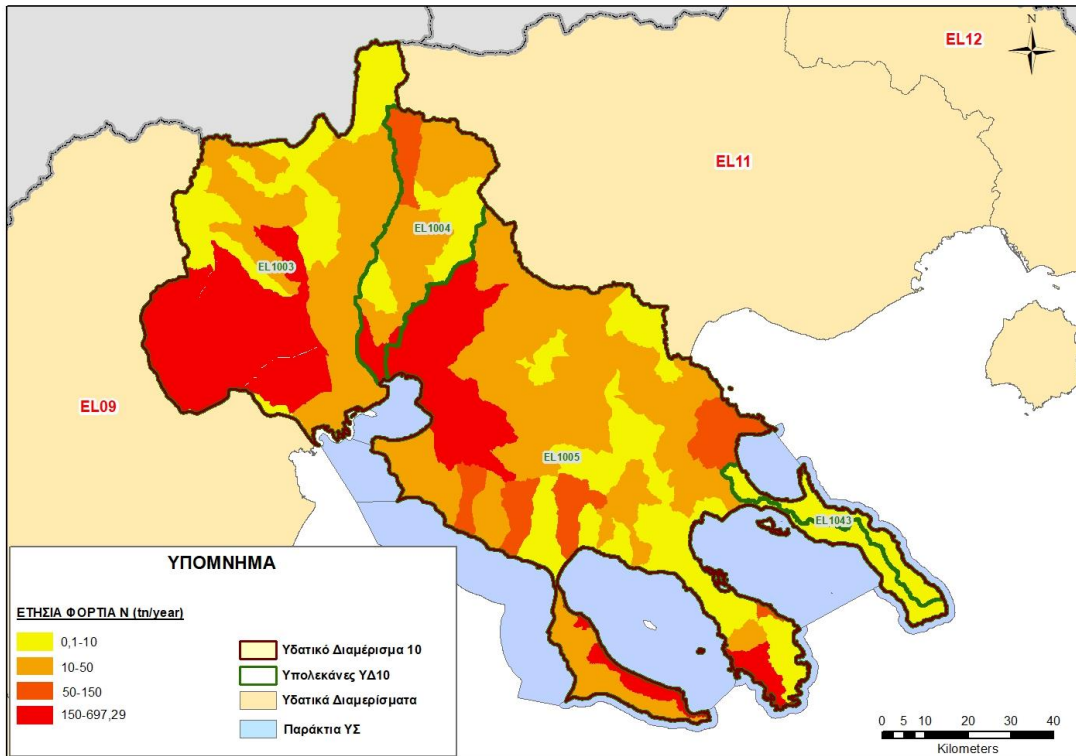 EL12
N
EL11
EL1004
EL1003
EL09
EL1005
EL1043
ΥΠΟΜΝΗΜΑ
ΕΤΗΣΙΑ ΦΟΡΤΙΑ Ν (tn/year)
0,1-10
10-50
50-150
150-697,29
Υδατικό Διαμέρισμα 10
Υπολεκάνες ΥΔ10
Υδατικά Διαμερίσματα
Παράκτια ΥΣ
0 5 10 20 30 40
Kilometers